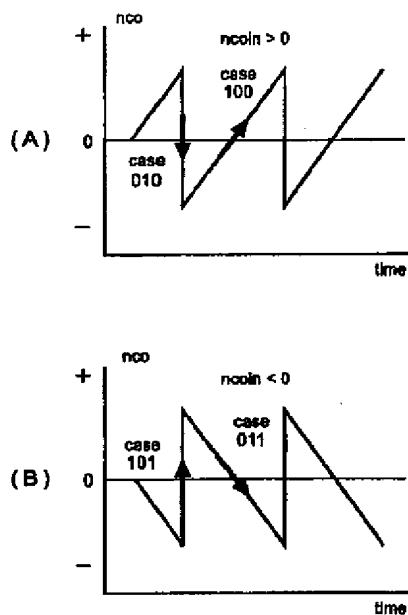 nco
+
ncoin > 0
case
100
(A)
0
case
010
−
time
nco
+
ncoin < 0
case
011
case
101
(B)
0
−
time